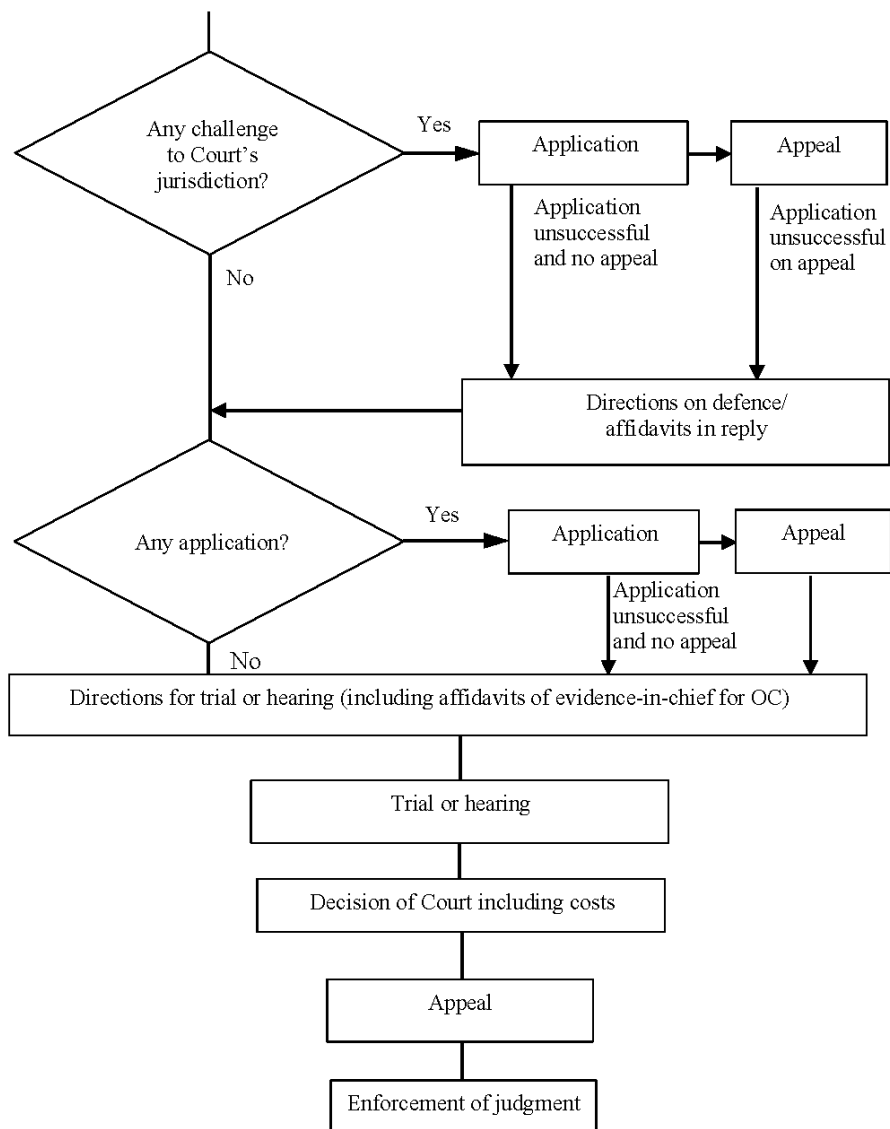 Any challenge
to Court's
jurisdiction?
Yes
Application
Appeal
Application
unsuccessful
and no appeal
Application
unsuccessful
on appeal
No
Directions on defence/
affidavits in reply
Any application?
Yes
Application
Appeal
Application
unsuccessful
and no appeal
No
Directions for trial or hearing (including affidavits of evidence-in-chief for OC)
Trial or hearing
Decision of Court including costs
Appeal
Enforcement of judgment